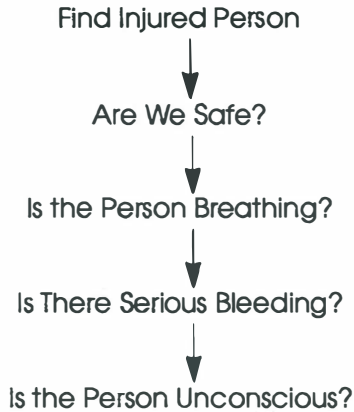 Find Injured Person
Are We Safe?
Is the Person Breathing?
Is There Serious Bleeding?
Is the Person Unconscious?